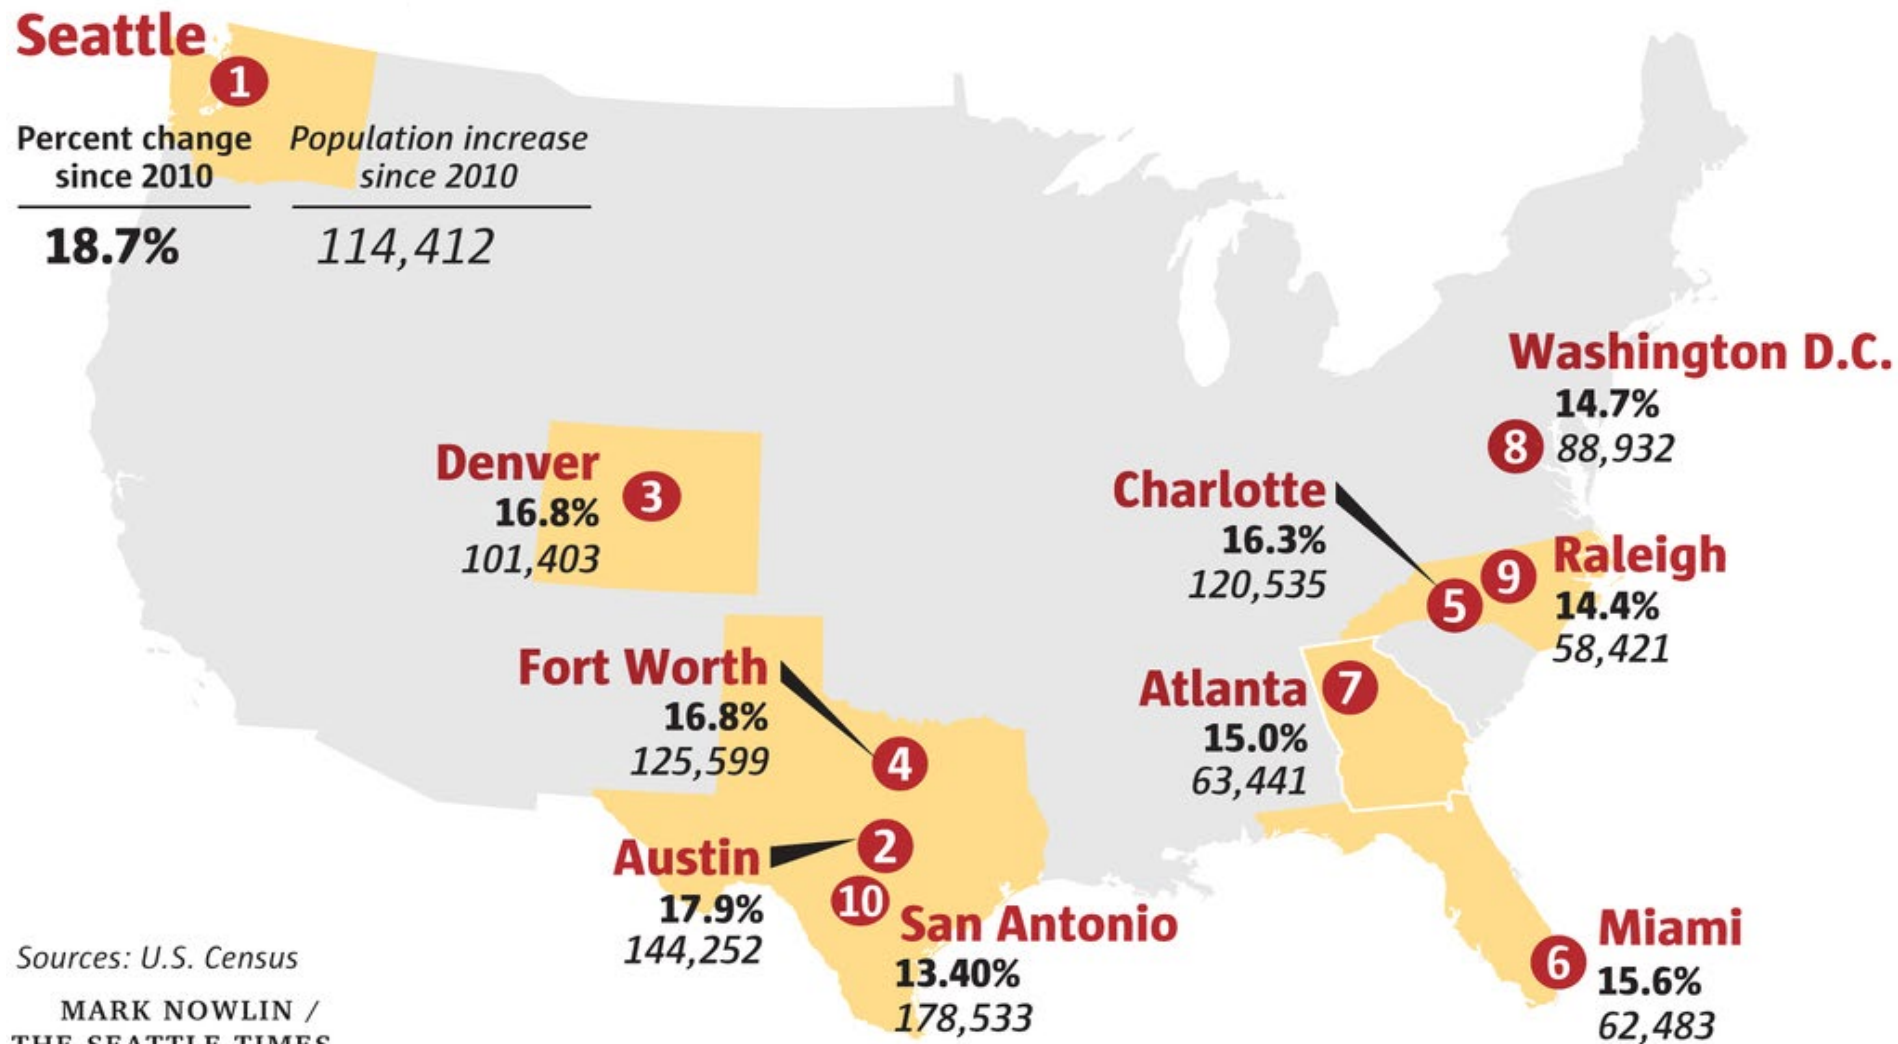 Seattle
1
Percent change
since 2010
Population increase
since 2010
18.7%
114,412
Washington D.C.
14.7%
8
88,932
Denver
3
16.8%
101,403
Charlotte
16.3%
120,535
5
9
Raleigh
14.4%
58,421
Fort Worth
16.8%
125,599
4
Atlanta
7
15.0%
63,441
Austin
2
17.9%
144,252
10
San Antonio
13.40%
178,533
Miami
6
15.6%
62,483
Sources: U.S. Census
MARK NOWLIN /
THE SEATTLE TIMES